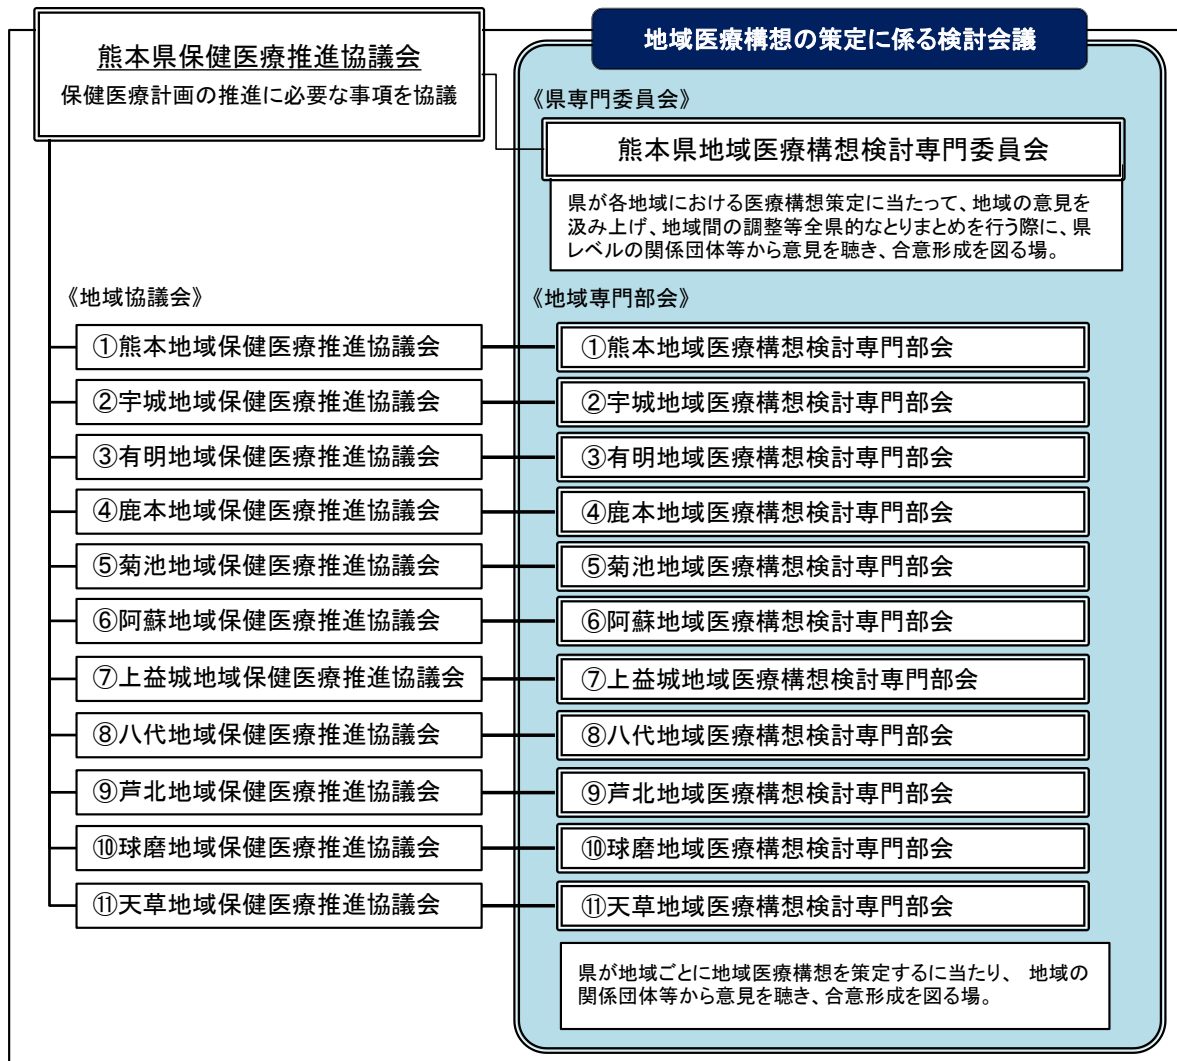 熊本県保健医療推進協議会
保健医療計画の推進に必要な事項を協議
地域医療構想の策定に係る検討会議
《県専門委員会》
熊本県地域医療構想検討専門委員会
県が各地域における医療構想策定に当たって、地域の意見を
汲み上げ、地域間の調整等全県的なとりまとめを行う際に、県
レベルの関係団体等から意見を聴き、合意形成を図る場。
《地域協議会》
《地域専門部会》
①熊本地域保健医療推進協議会
①熊本地域医療構想検討専門部会
②宇城地域保健医療推進協議会
②宇城地域医療構想検討専門部会
③有明地域保健医療推進協議会
③有明地域医療構想検討専門部会
④鹿本地域保健医療推進協議会
④鹿本地域医療構想検討専門部会
⑤菊池地域保健医療推進協議会
⑤菊池地域医療構想検討専門部会
⑥阿蘇地域保健医療推進協議会
⑥阿蘇地域医療構想検討専門部会
⑦上益城地域保健医療推進協議会
⑦上益城地域医療構想検討専門部会
⑧八代地域保健医療推進協議会
⑧八代地域医療構想検討専門部会
⑨芦北地域保健医療推進協議会
⑨芦北地域医療構想検討専門部会
⑩球磨地域保健医療推進協議会
⑩球磨地域医療構想検討専門部会
⑪天草地域保健医療推進協議会
⑪天草地域医療構想検討専門部会
県が地域ごとに地域医療構想を策定するに当たり、 地域の
関係団体等から意見を聴き、合意形成を図る場。